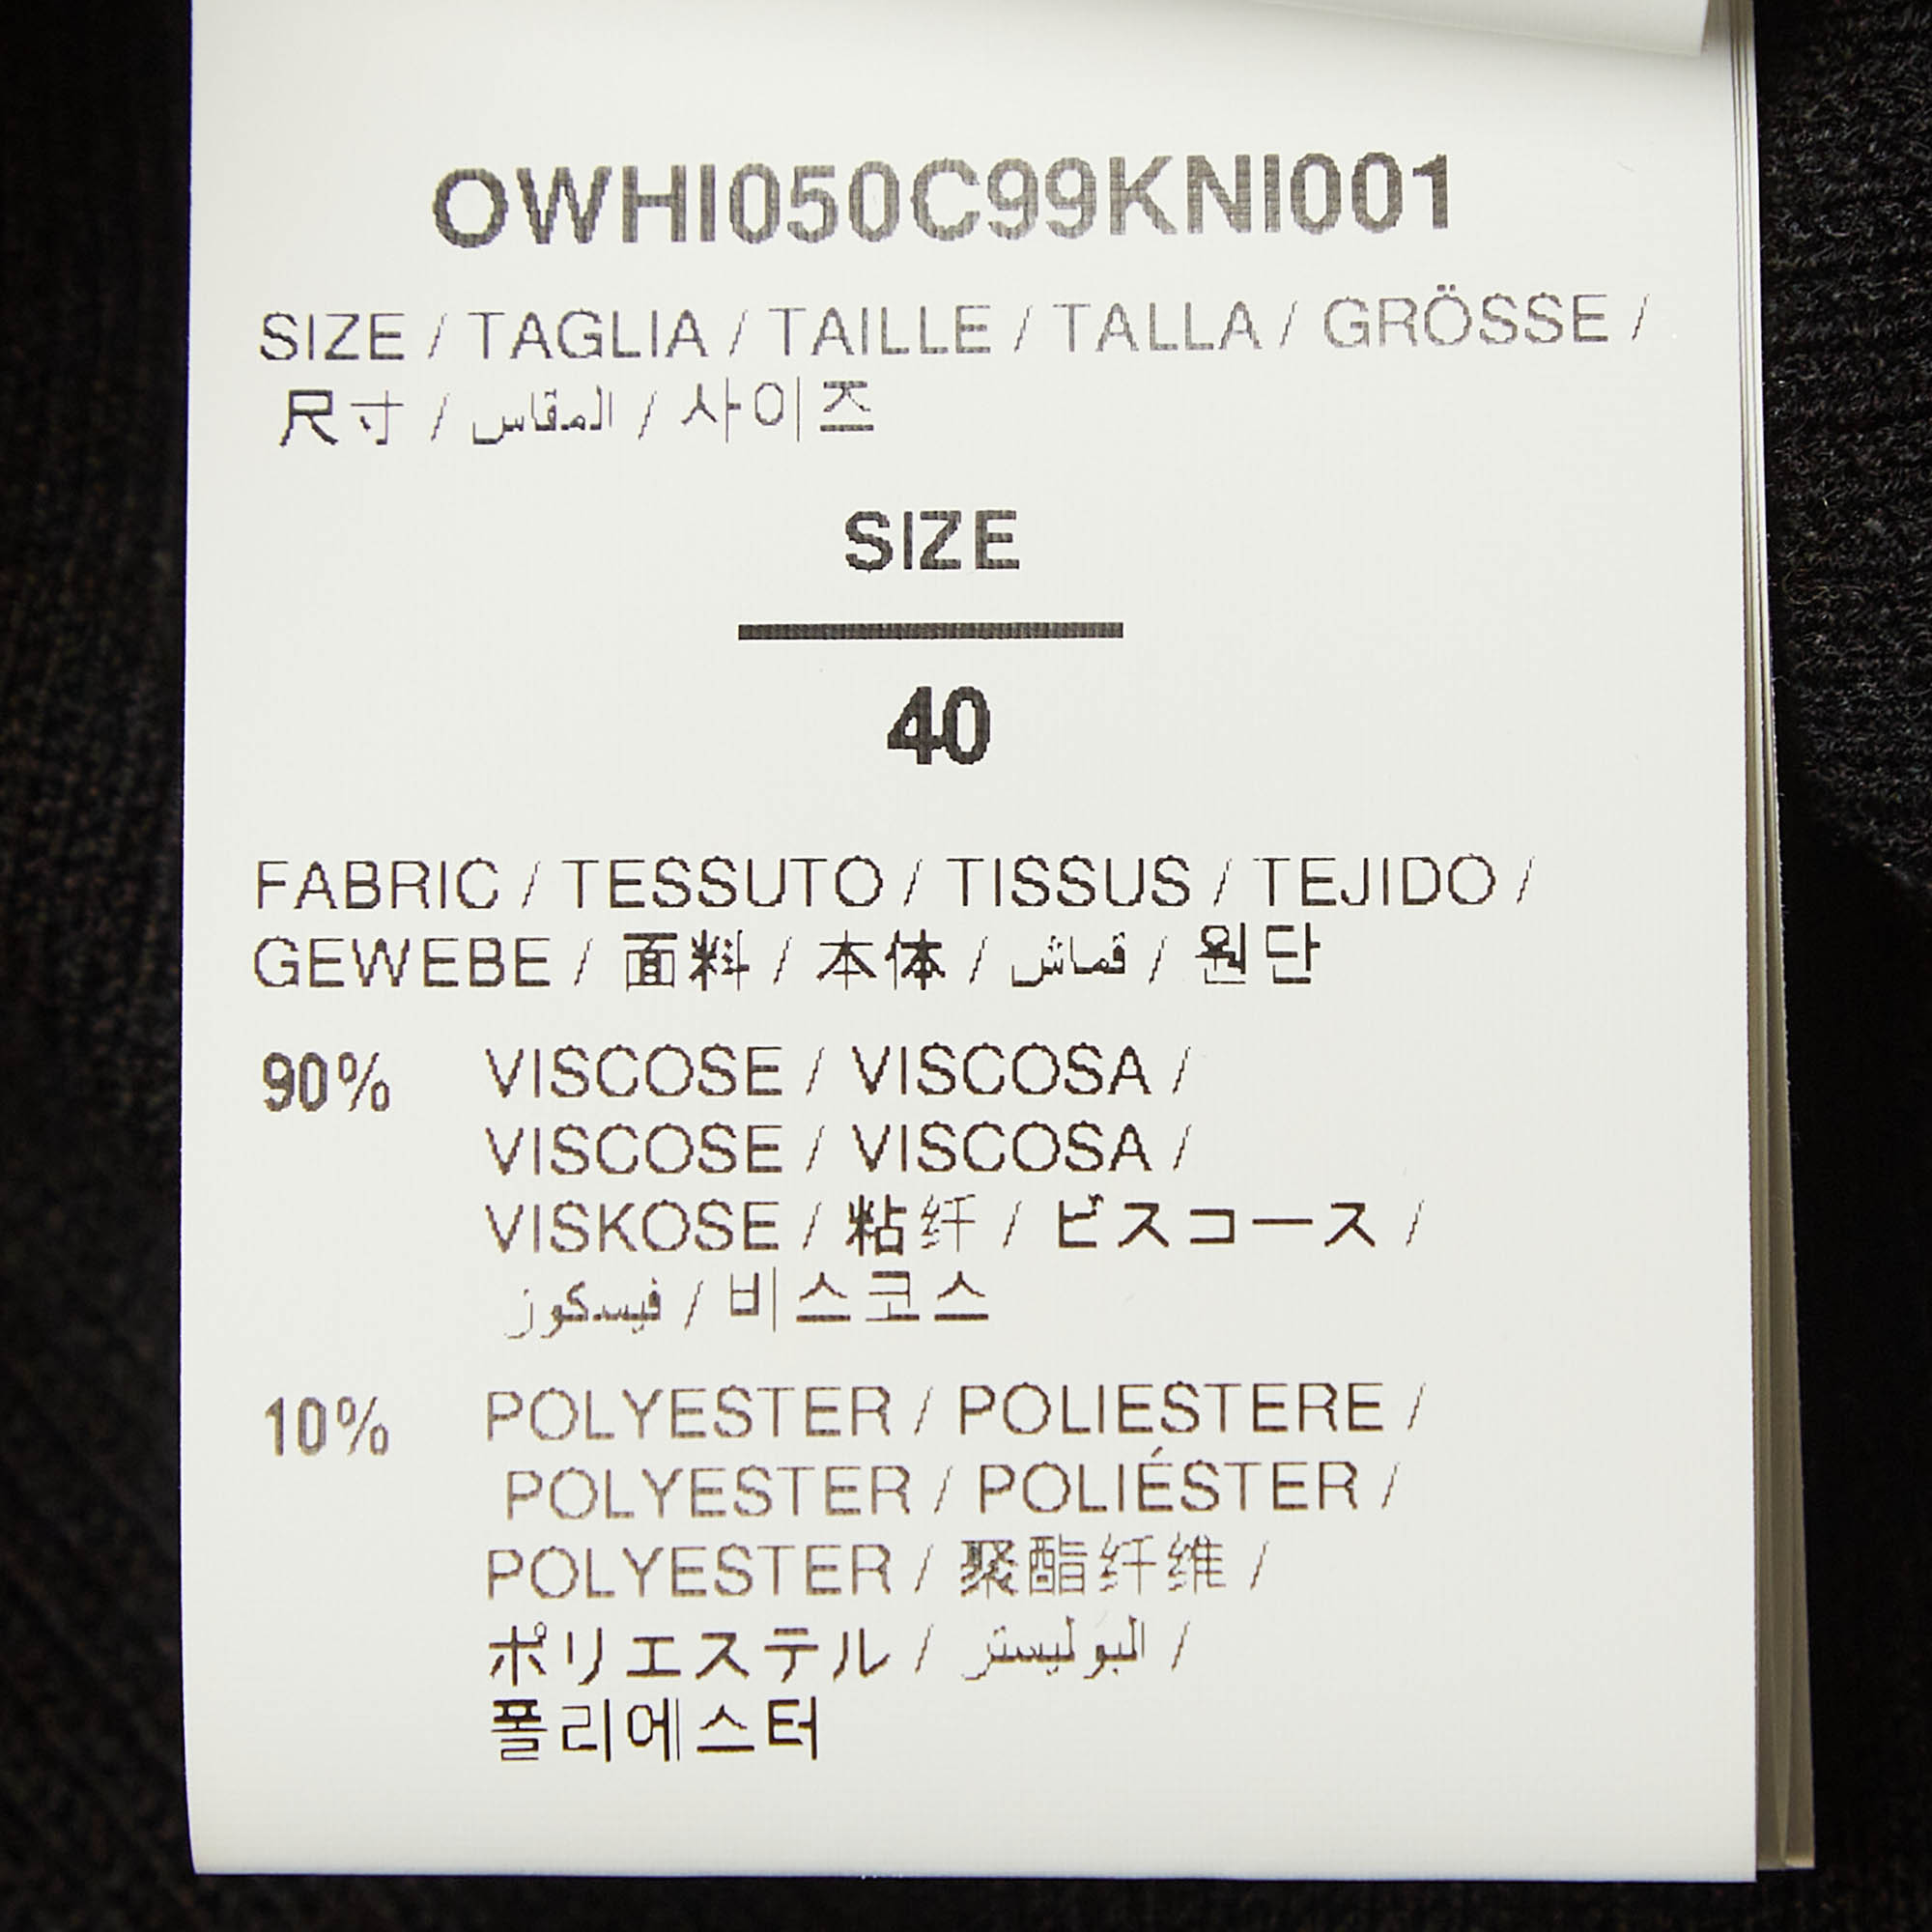 OWHI050C99KNI001
SIZE / TAGLIA / TAILLE / TALLA / GRÖSSE /
尺寸 / المقاس / 사이즈
SIZE
40
FABRIC / TESSUTO / TISSUS / TEJIDO /
GEWEBE / 面料 / 本体 / قماش / 원단
90% VISCOSE / VISCOSA /
VISCOSE / VISCOSA /
VISKOSE / 粘纤 / ビスコース /
فيسكوز / 비스코스
10% POLYESTER / POLIESTERE /
POLYESTER / POLIÉSTER /
POLYESTER / 聚酯纤维 /
ポリエステル / البوليستر /
폴리에스터